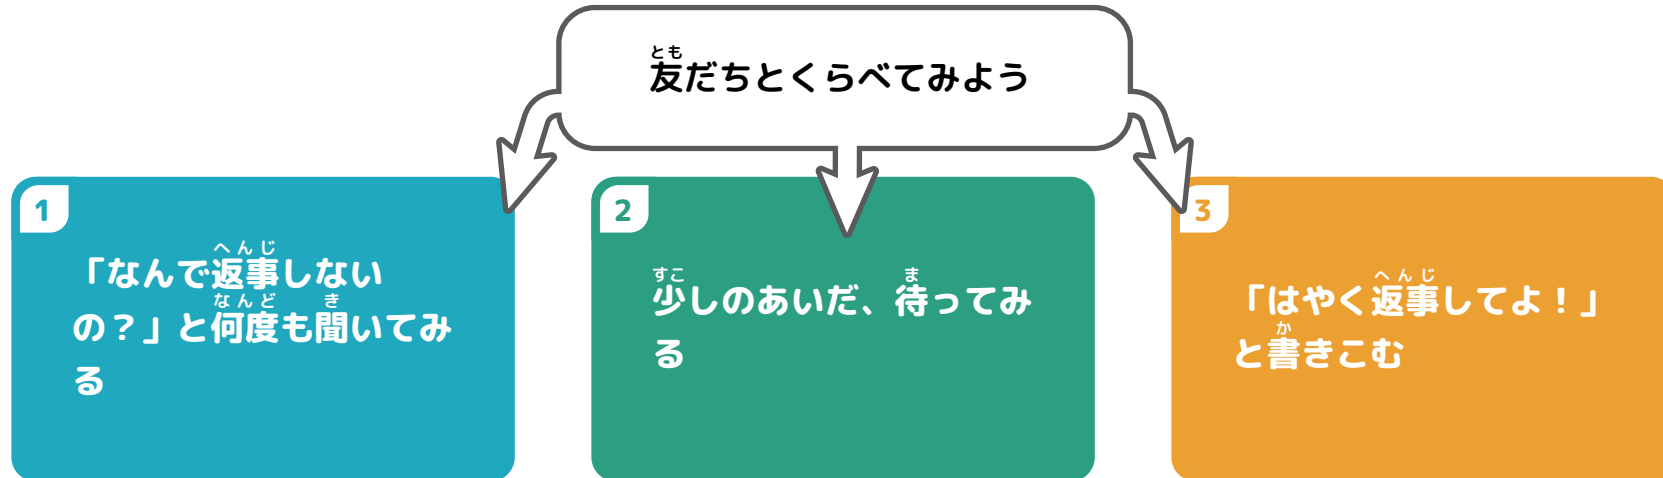 とも
友だちとくらべてみよう
1
へんじ
「なんで返事しない
なんど き
の？」と何度も聞いてみ
る
2
すこ ま
少しのあいだ、待ってみ
る
3
へんじ
「はやく返事してよ！」
か
と書きこむ